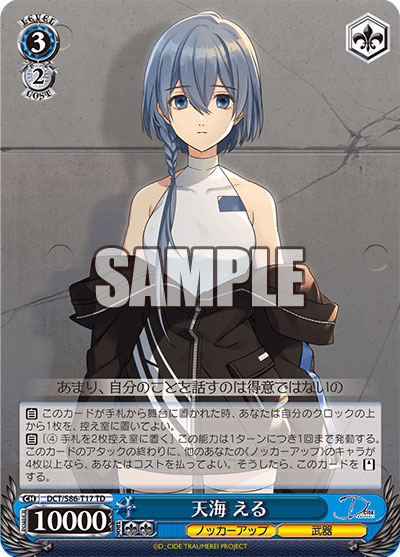 LEVEL
3
2
COST
SAMPLE
あまり、自分のことを話すのは得意ではないの
自 このカードが手札から舞台に置かれた時、あなたは自分のクロックの上から1枚を、控え室に置いてよい。
自 [④ 手札を2枚控え室に置く] この能力は1ターンにつき1回まで発動する。このカードのアタックの終わりに、他のあなたの《ノッカーアップ》のキャラが4枚以上なら、あなたはコストを払ってよい。そうしたら、このカードをスタンドする。
CH DCT/S86-T17 TD
10000
天海 える
ノッカーアップ
武器
©D_CIDE TRAUMEREI PROJECT